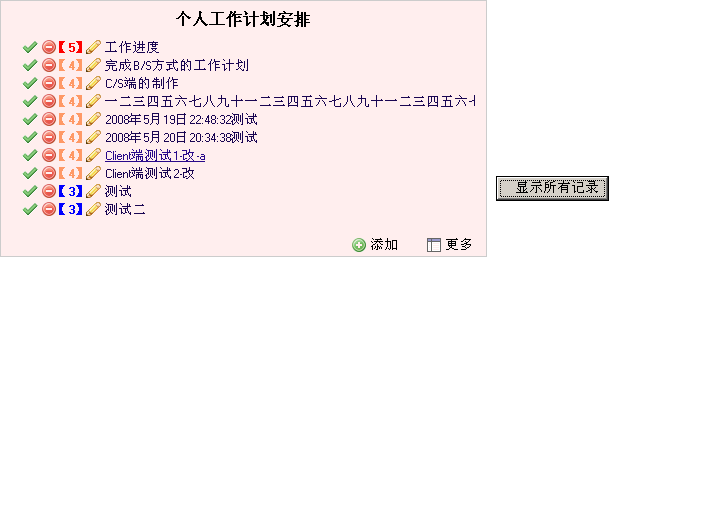 个人工作计划安排
【5】工作进度
【4】完成B/S方式的工作计划
【4】C/S端的制作
【4】一二三四五六七八九十一二三四五六七八九十一二三四五六
【4】2008年5月19日22:48:32测试
【4】2008年5月20日20:34:38测试
【4】Client端测试1-改-a
【4】Client端测试2-改
【3】测试
显示所有记录
【3】测试二
添加 更多